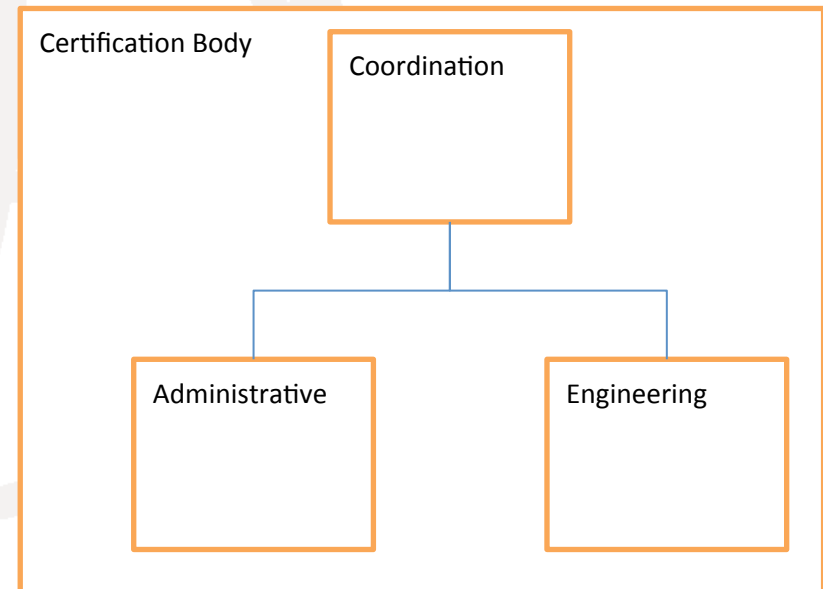 Certification Body
Coordination
Administrative
Engineering